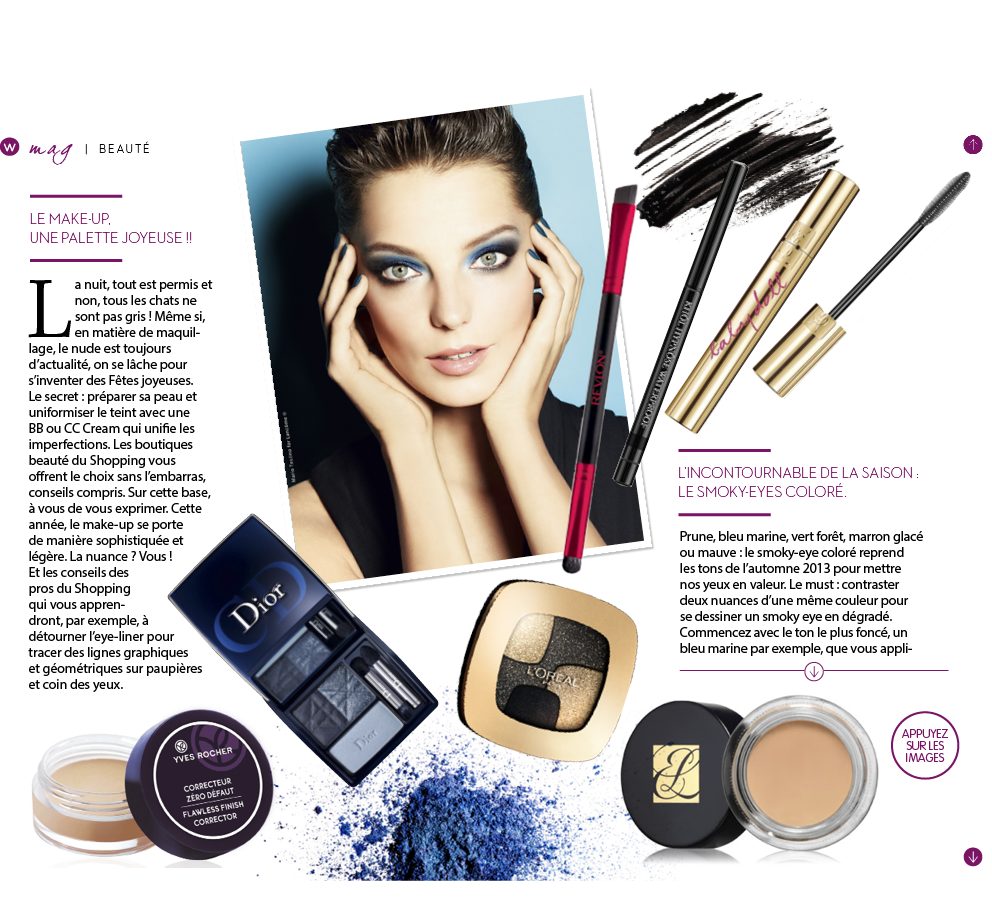 w mag | BEAUTÉ
LE MAKE-UP,
UNE PALETTE JOYEUSE !!
La nuit, tout est permis et
non, tous les chats ne
sont pas gris ! Même si,
en matière de maquil-
lage, le nude est toujours
d'actualité, on se lâche pour
s'inventer des Fêtes joyeuses.
Le secret : préparer sa peau et
uniformiser le teint avec une
BB ou CC Cream qui unifie les
imperfections. Les boutiques
beauté du Shopping vous
offrent le choix sans l'embarras,
conseils compris. Sur cette base,
à vous de vous exprimer. Cette
année, le make-up se porte
de manière sophistiquée et
légère. La nuance ? Vous !
Et les conseils des
pros du Shopping
qui vous appren-
dront, par exemple, à
détourner l'eye-liner pour
tracer des lignes graphiques
et géométriques sur paupières
et coin des yeux.
REVLON
KHÔL HYPNÔSE WATERPROOF
babydoll
L'INCONTOURNABLE DE LA SAISON :
LE SMOKY-EYES COLORÉ.
Prune, bleu marine, vert forêt, marron glacé
ou mauve : le smoky-eye coloré reprend
les tons de l'automne 2013 pour mettre
nos yeux en valeur. Le must : contraster
deux nuances d'une même couleur pour
se dessiner un smoky eye en dégradé.
Commencez avec le ton le plus foncé, un
bleu marine par exemple, que vous appli-
Dior
Dior
L'ORÉAL
YVES ROCHER
CORRECTEUR
ZÉRO DÉFAUT
FLAWLESS FINISH
CORRECTOR
APPUYEZ
SUR LES
IMAGES